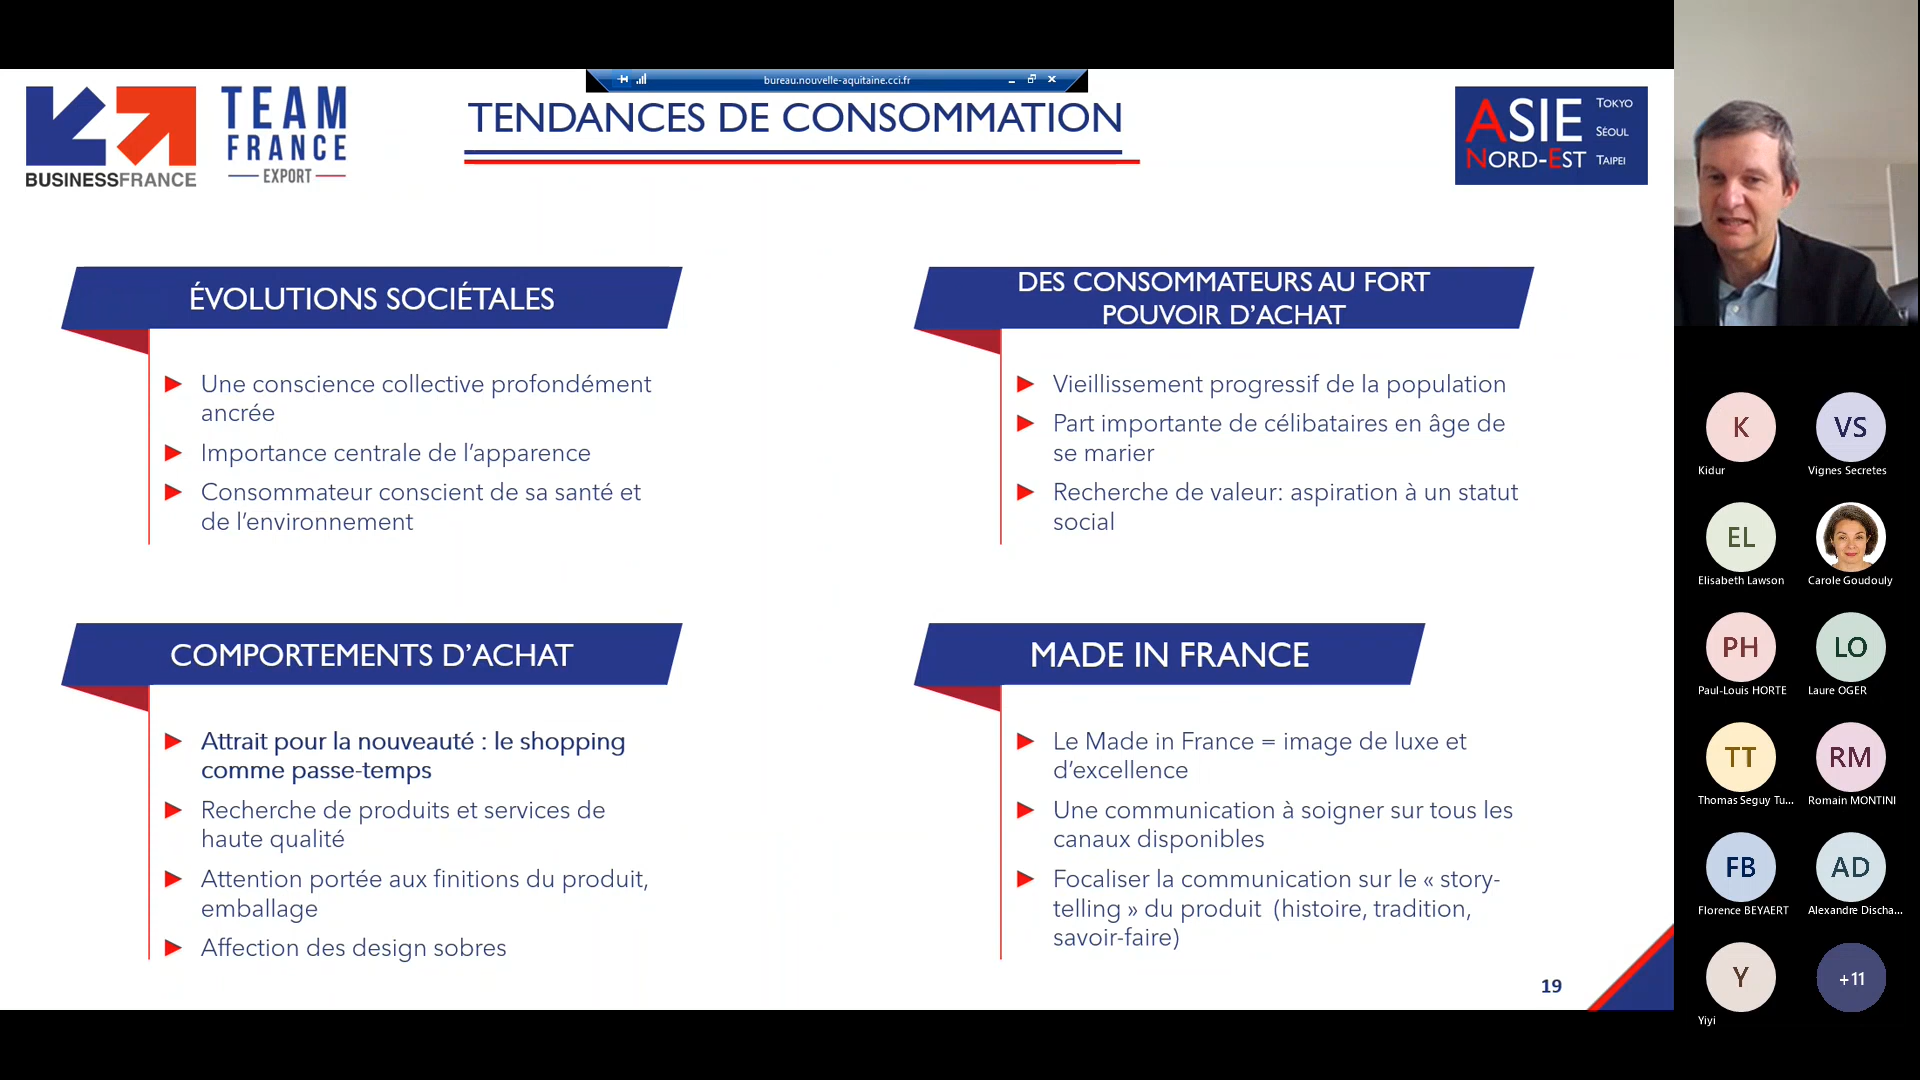 bureau.nouvelle-aquitaine.cci.fr
BUSINESSFRANCE
TEAM
FRANCE
EXPORT
TENDANCES DE CONSOMMATION
ASIE
NORD-EST
TOKYO
SÉOUL
TAIPEI
ÉVOLUTIONS SOCIÉTALES
Une conscience collective profondément
ancrée
Importance centrale de l’apparence
Consommateur conscient de sa santé et
de l’environnement
DES CONSOMMATEURS AU FORT
POUVOIR D’ACHAT
Vieillissement progressif de la population
Part importante de célibataires en âge de
se marier
Recherche de valeur: aspiration à un statut
social
COMPORTEMENTS D’ACHAT
Attrait pour la nouveauté : le shopping
comme passe-temps
Recherche de produits et services de
haute qualité
Attention portée aux finitions du produit,
emballage
Affection des design sobres
MADE IN FRANCE
Le Made in France = image de luxe et
d’excellence
Une communication à soigner sur tous les
canaux disponibles
Focaliser la communication sur le « story-
telling » du produit (histoire, tradition,
savoir-faire)
19
K
Kidur
VS
Vignes Secretes
EL
Elisabeth Lawson
Carole Goudouly
PH
Paul-Louis HORTE
LO
Laure OGER
TT
Thomas Seguy Tu...
RM
Romain MONTINI
FB
Florence BEYAERT
AD
Alexandre Discha...
Y
Yiyi
+11